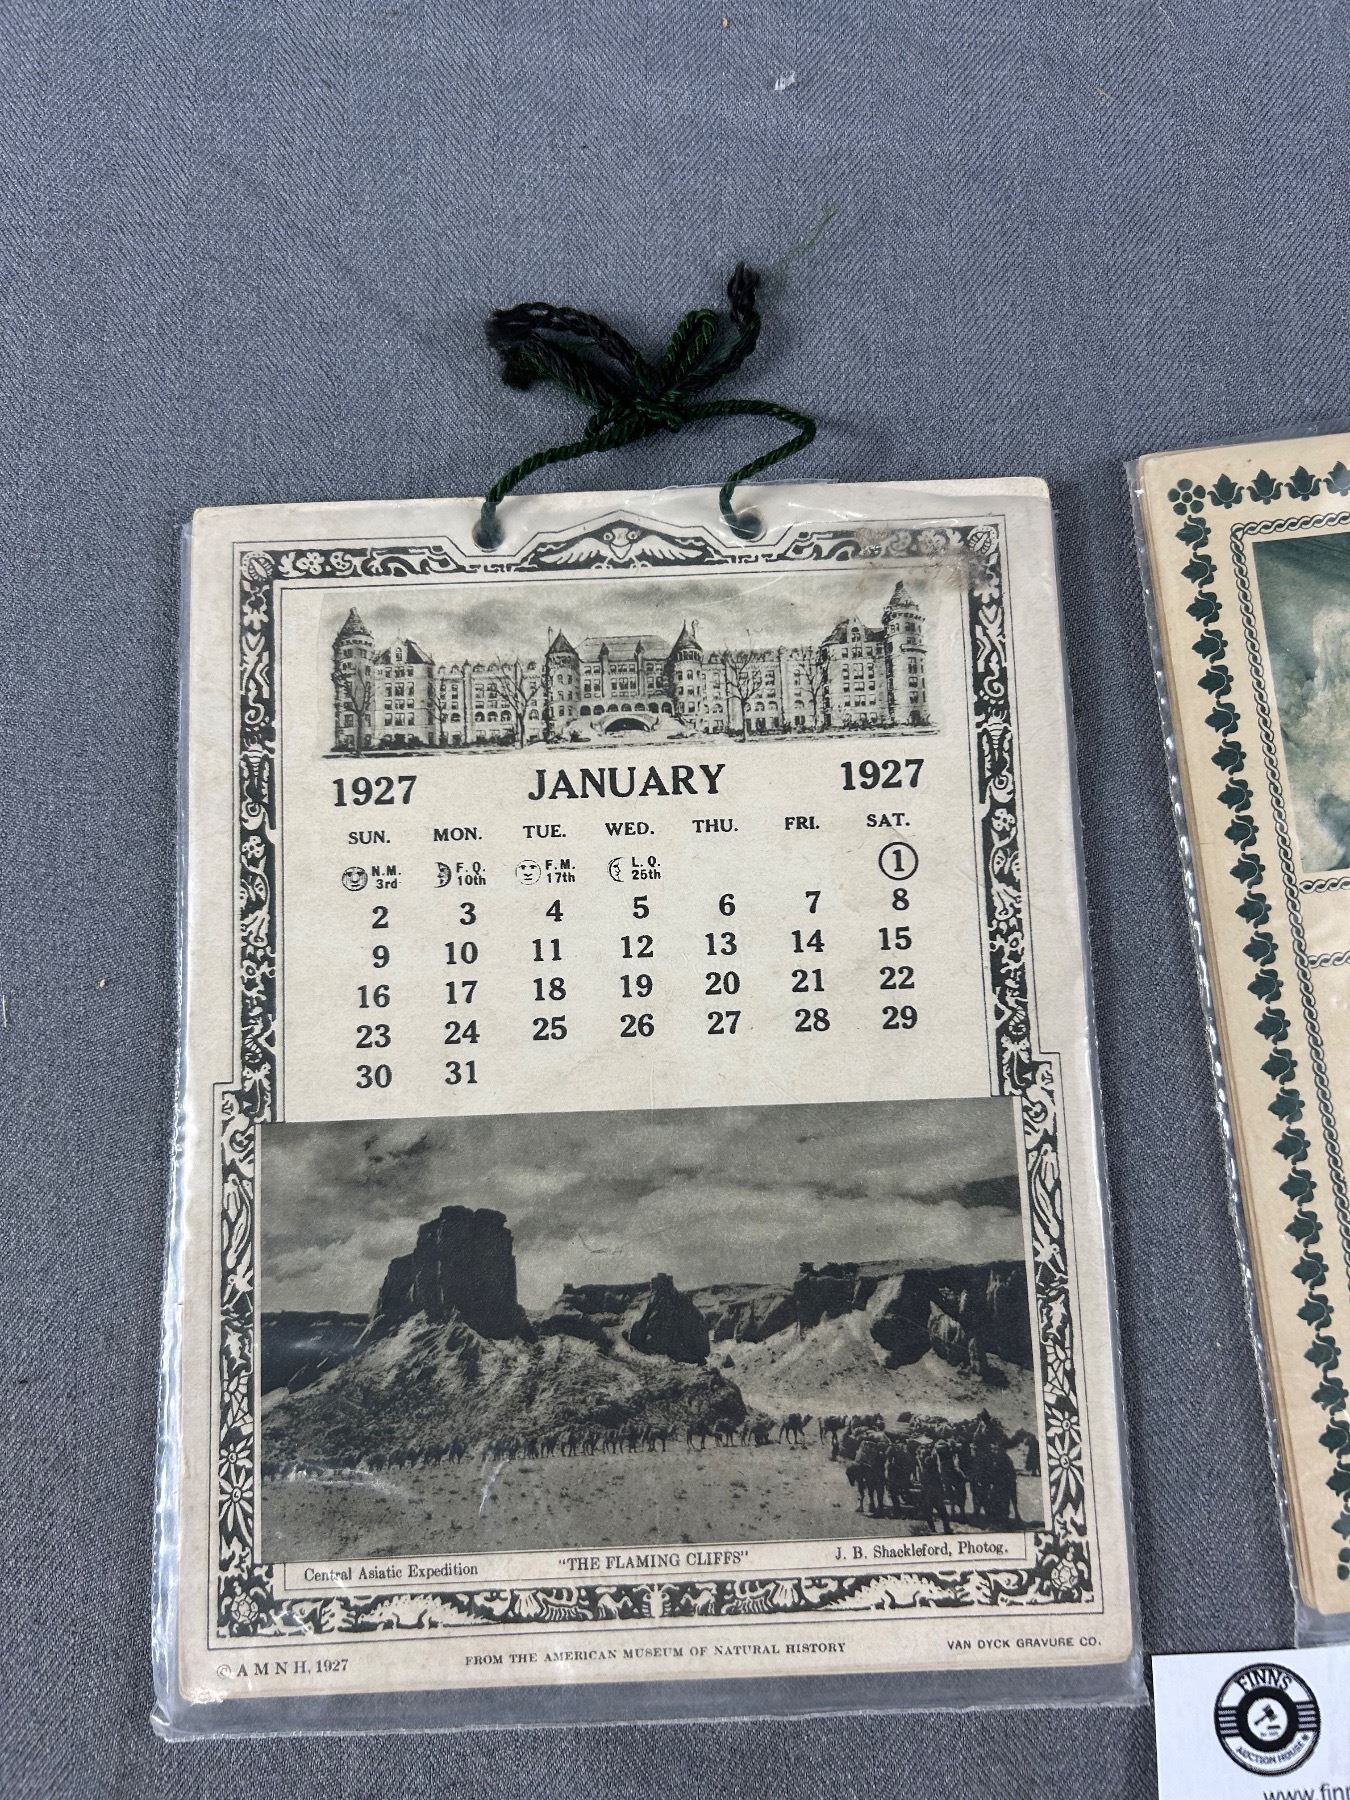 1927 JANUARY 1927
SUN. MON. TUE. WED. THU. FRI. SAT.
N.M. 3rd F.Q. 10th F.M. 17th L.Q. 25th 1
2 3 4 5 6 7 8
9 10 11 12 13 14 15
16 17 18 19 20 21 22
23 24 25 26 27 28 29
30 31
Central Asiatic Expedition "THE FLAMING CLIFFS" J. B. Shackleford, Photog.
© A M N H, 1927 FROM THE AMERICAN MUSEUM OF NATURAL HISTORY VAN DYCK GRAVURE CO.
FINNS
AUCTION HOUSE
www.finn